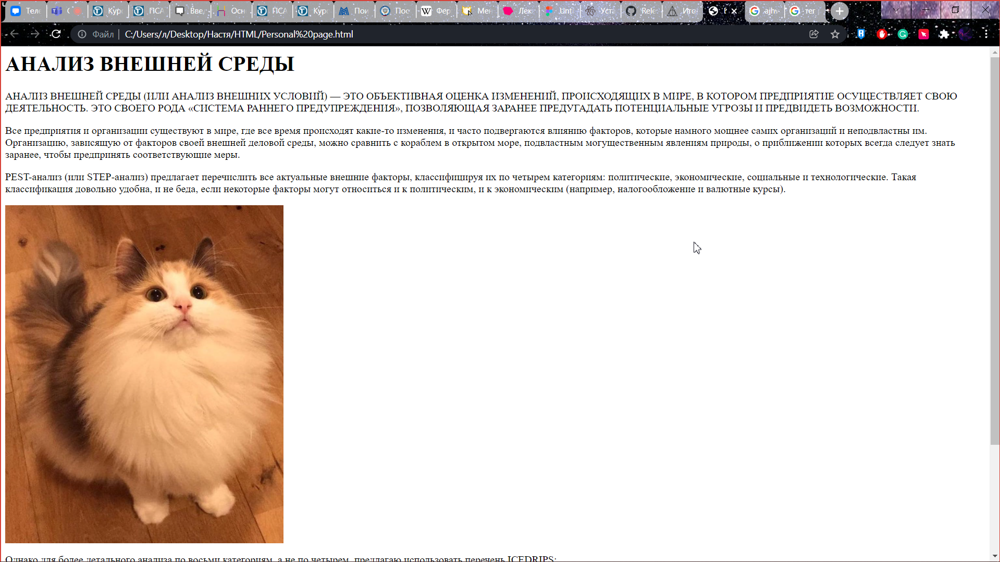 Теле
С
Кур
ПСА
Вве
Осн
ПСА
Кур
Пои
Пос
W Фер
Мен
Лек
Unt
Уст
Rele
Ито
ajhv
тег
Файл C:/Users/л/Desktop/Настя/HTML/Personal%20page.html
АНАЛИЗ ВНЕШНЕЙ СРЕДЫ
АНАЛИЗ ВНЕШНЕЙ СРЕДЫ (ИЛИ АНАЛИЗ ВНЕШНИХ УСЛОВИЙ) — ЭТО ОБЪЕКТИВНАЯ ОЦЕНКА ИЗМЕНЕНИЙ, ПРОИСХОДЯЩИХ В МИРЕ, В КОТОРОМ ПРЕДПРИЯТИЕ ОСУЩЕСТВЛЯЕТ СВОЮ
ДЕЯТЕЛЬНОСТЬ. ЭТО СВОЕГО РОДА «СИСТЕМА РАННЕГО ПРЕДУПРЕЖДЕНИЯ», ПОЗВОЛЯЮЩАЯ ЗАРАНЕЕ ПРЕДУГАДАТЬ ПОТЕНЦИАЛЬНЫЕ УГРОЗЫ И ПРЕДВИДЕТЬ ВОЗМОЖНОСТИ.
Все предприятия и организации существуют в мире, где все время происходят какие-то изменения, и часто подвергаются влиянию факторов, которые намного мощнее самих организаций и неподвластны им.
Организацию, зависящую от факторов своей внешней деловой среды, можно сравнить с кораблем в открытом море, подвластным могущественным явлениям природы, о приближении которых всегда следует знать
заранее, чтобы предпринять соответствующие меры.
PEST-анализ (или STEP-анализ) предлагает перечислить все актуальные внешние факторы, классифицируя их по четырем категориям: политические, экономические, социальные и технологические. Такая
классификация довольно удобна, и не беда, если некоторые факторы могут относиться и к политическим, и к экономическим (например, налогообложение и валютные курсы).
Однако для более детального анализа по восьми категориям, а не по четырем, предлагаю использовать перечень ICEDRIPS: